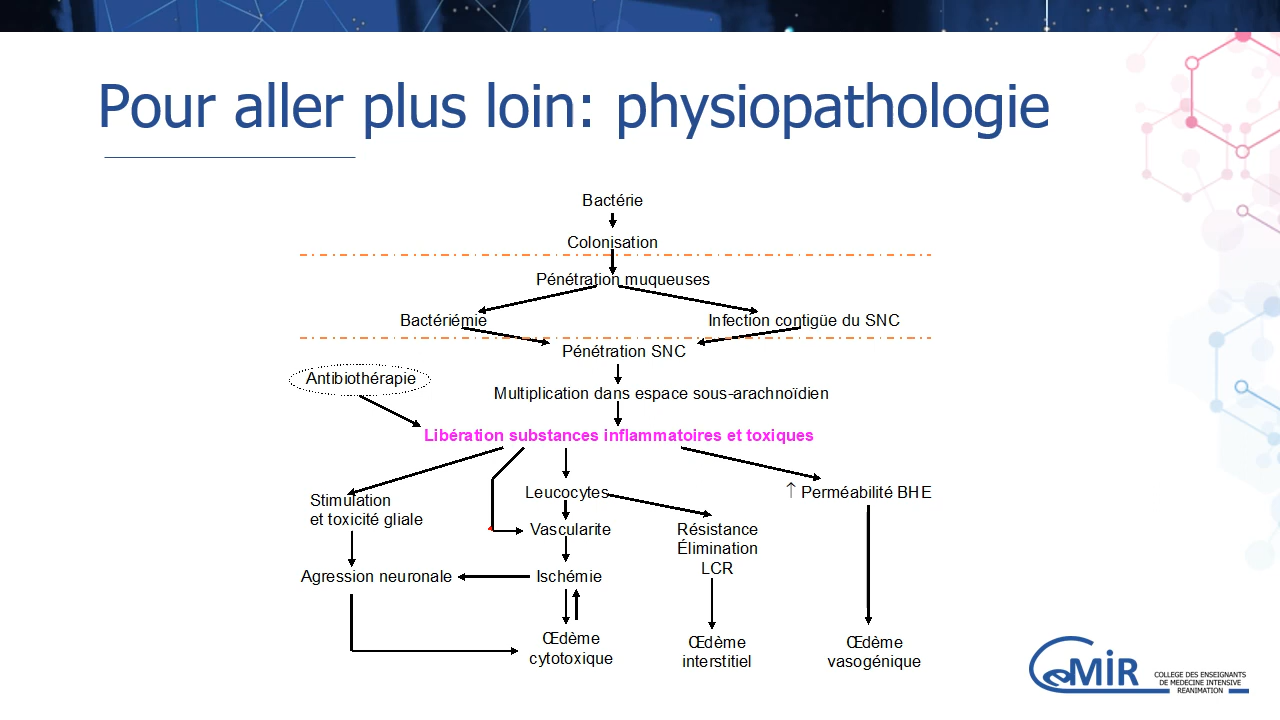 Pour aller plus loin: physiopathologie
Bactérie
Colonisation
Pénétration muqueuses
Bactériémie
Infection contigüe du SNC
Pénétration SNC
Antibiothérapie
Multiplication dans espace sous-arachnoïdien
Libération substances inflammatoires et toxiques
Stimulation
et toxicité gliale
Leucocytes
↑ Perméabilité BHE
Vascularite
Résistance
Élimination
LCR
Agression neuronale
Ischémie
Œdème
cytotoxique
Œdème
interstitiel
Œdème
vasogénique
CeMIR
COLLEGE DES ENSEIGNANTS
DE MEDECINE INTENSIVE
REANIMATION